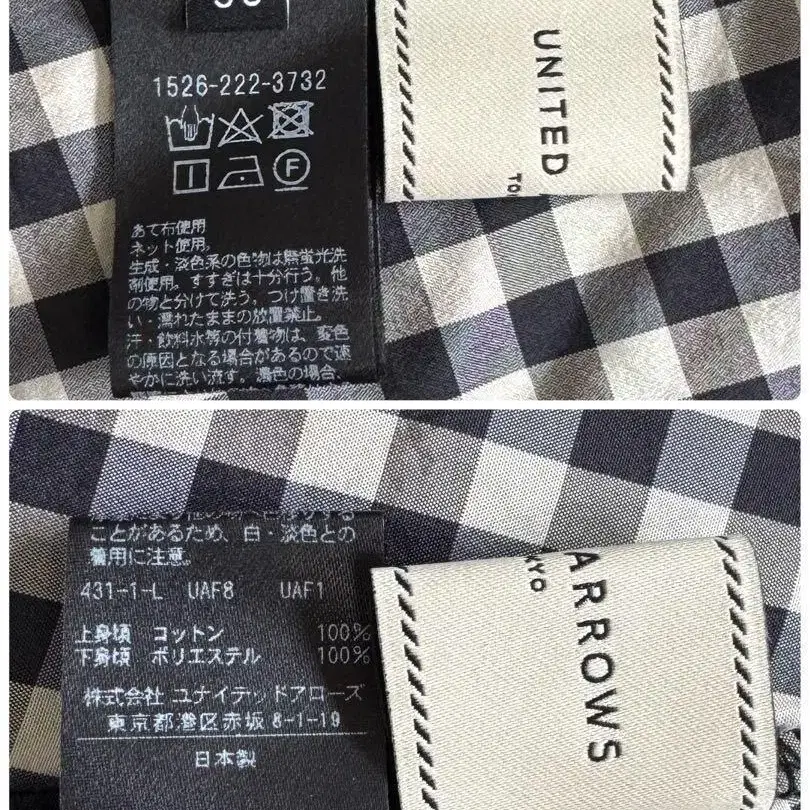 1526-222-3732
UNITED
あて布使用
ネット使用。
生成・淡色系の色物は無蛍光洗
剤使用。すすぎは十分行う。他
の物と分けて洗う。つけ置き洗
い・濡れたままの放置禁止。
汗・飲料水等の付着物は、変色
の原因となる場合があるので速
やかに洗い流す。濃色の場合、
ことがあるため、白・淡色との
着用に注意。
431-1-L UAF8 UAF1
上身頃 コットン 100%
下身頃 ポリエステル 100%
株式会社 ユナイテッドアローズ
東京都港区赤坂8-1-19
日本製
ARROWS